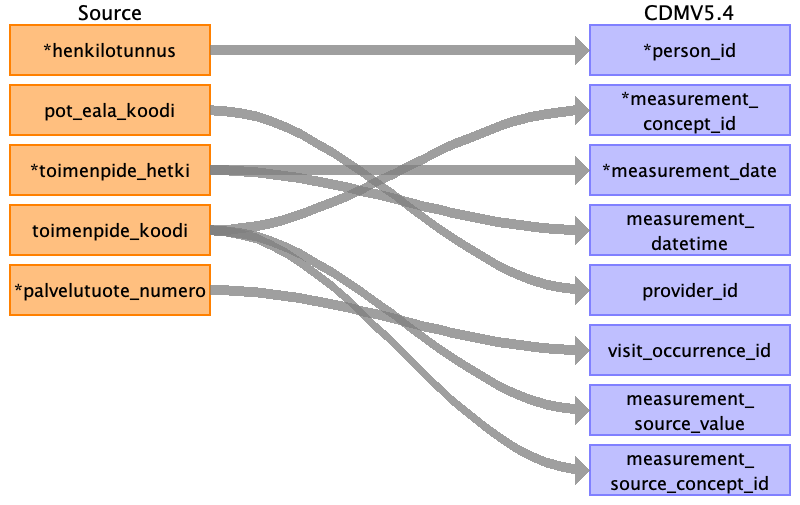 Source
CDMV5.4
*henkilotunnus
*person_id
pot_eala_koodi
*measurement_
concept_id
*toimenpide_hetki
*measurement_date
toimenpide_koodi
measurement_
datetime
*palvelutuote_numero
provider_id
visit_occurrence_id
measurement_
source_value
measurement_
source_concept_id